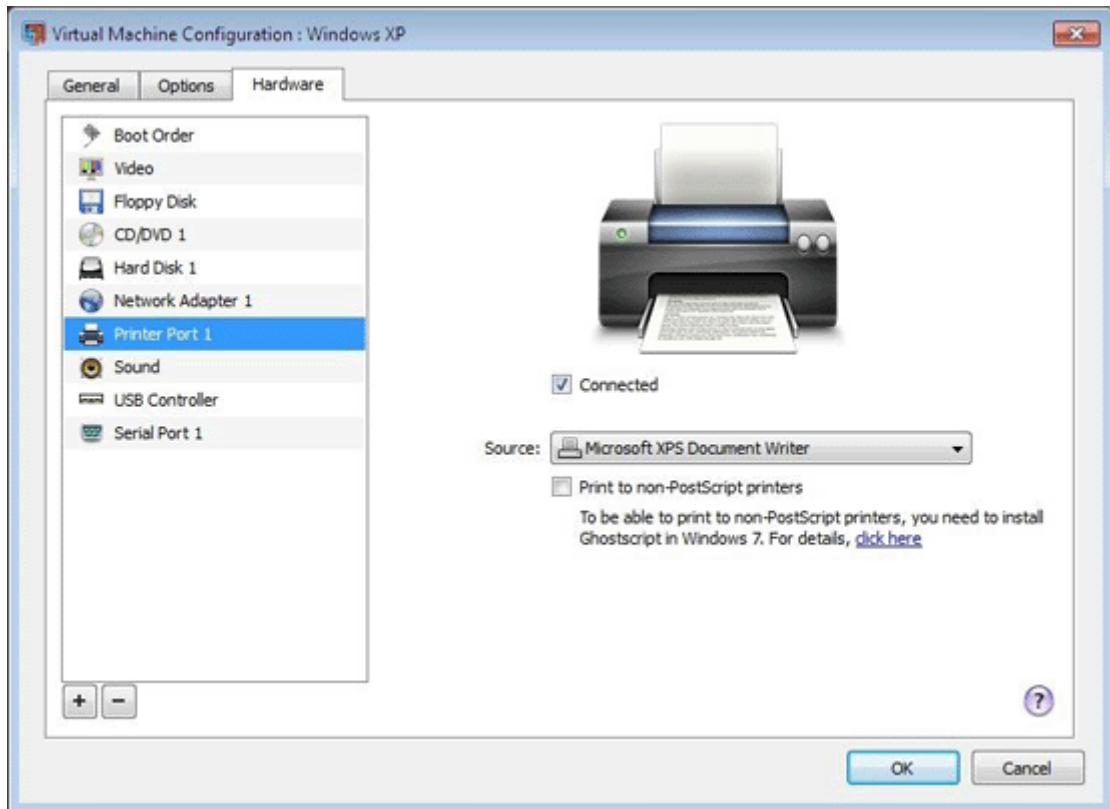 Virtual Machine Configuration : Windows XP
General
Options
Hardware
Boot Order
Video
Floppy Disk
CD/DVD 1
Hard Disk 1
Network Adapter 1
Printer Port 1
Sound
USB Controller
Serial Port 1
Connected
Source:
Microsoft XPS Document Writer
Print to non-PostScript printers
To be able to print to non-PostScript printers, you need to install
Ghostscript in Windows 7. For details, click here
+
-
?
OK
Cancel